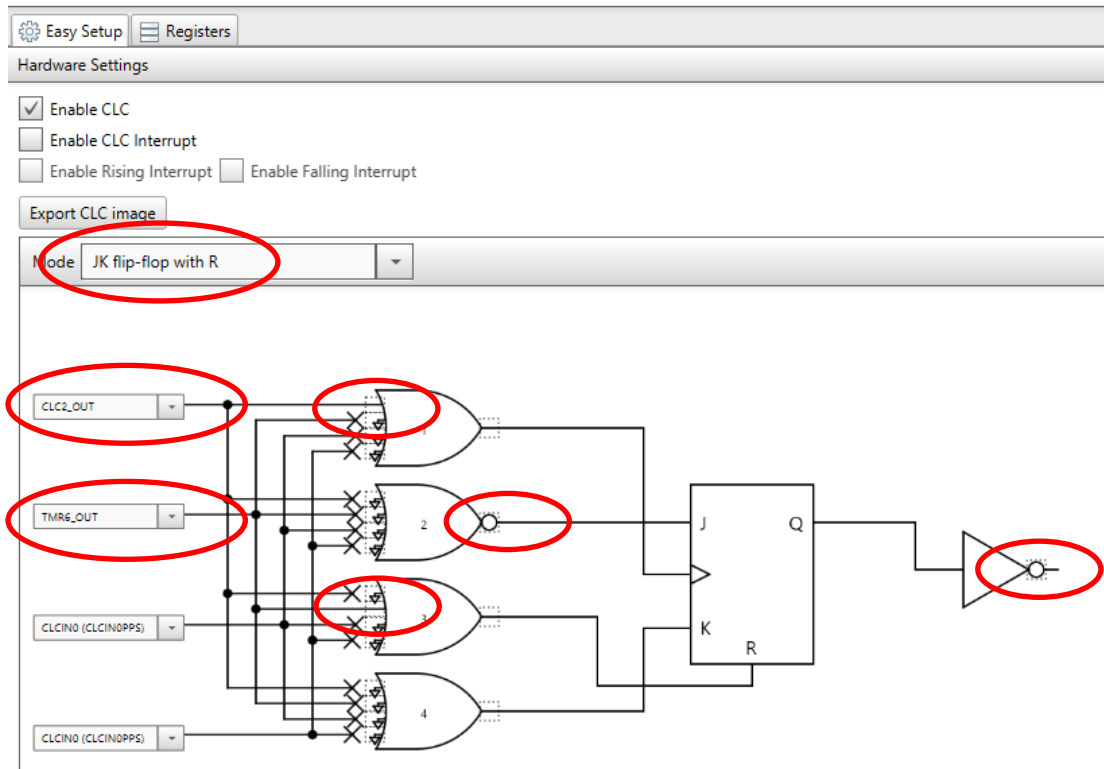 Easy Setup Registers
Hardware Settings
Enable CLC
Enable CLC Interrupt
Enable Rising Interrupt Enable Falling Interrupt
Export CLC image
Mode JK flip-flop with R
CLC2_OUT
1
TMR6_OUT
2
J Q
CLCIN0 (CLCIN0PPS)
3
K
R
4
CLCIN0 (CLCIN0PPS)